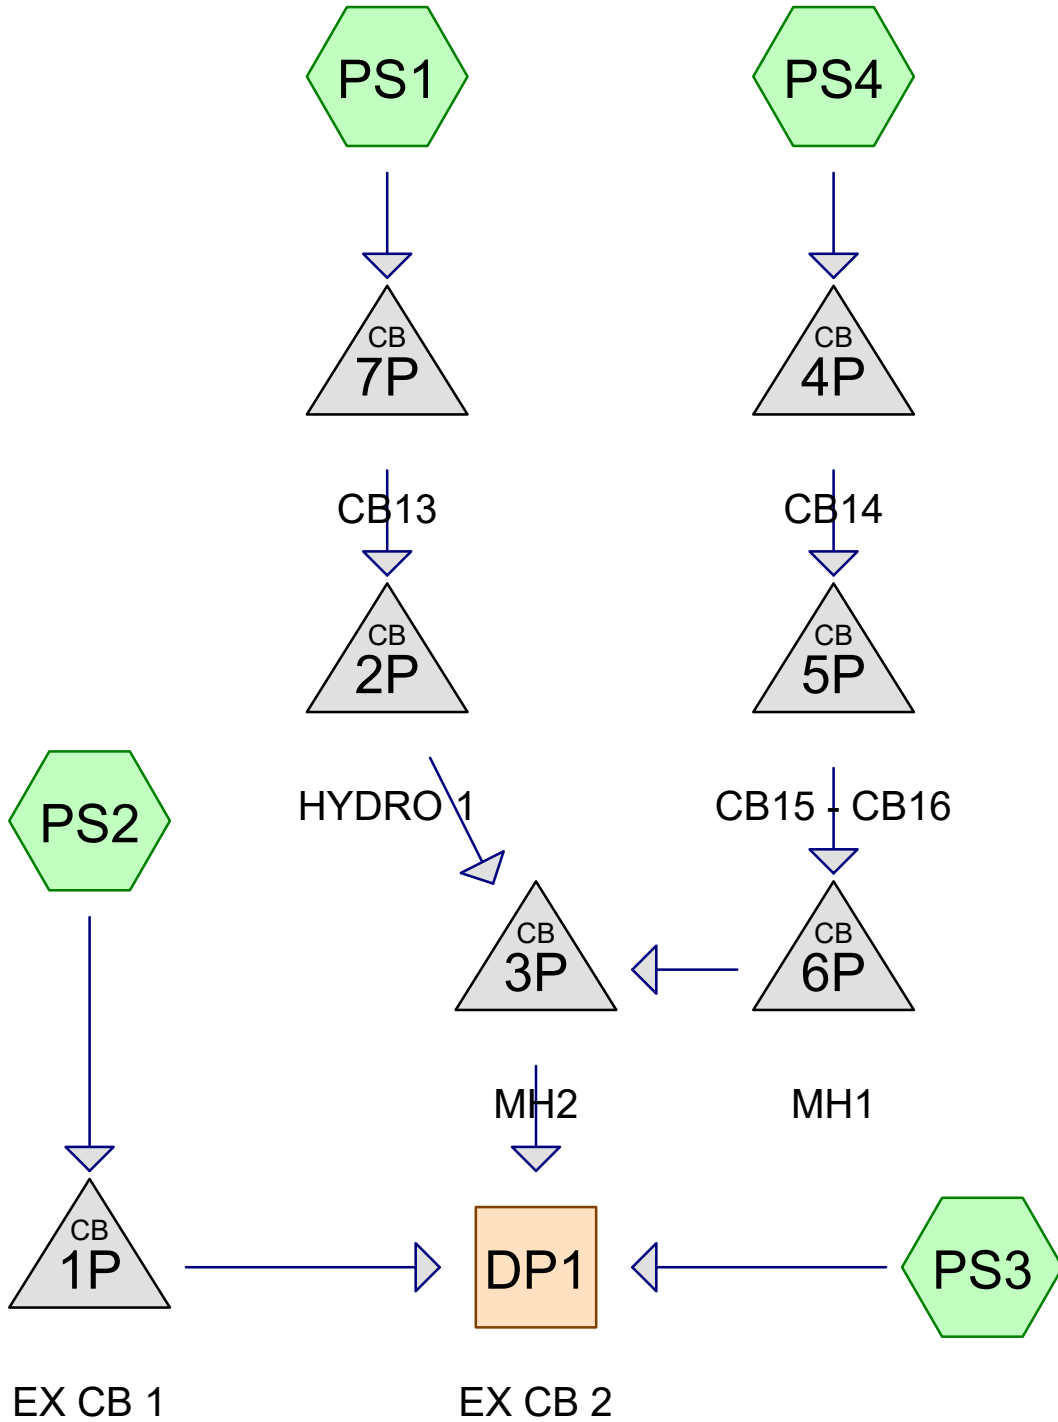 PS1
PS4
CB
7P
CB
4P
CB13
CB14
CB
2P
CB
5P
HYDRO 1
CB15 - CB16
PS2
CB
3P
CB
6P
MH2
MH1
CB
1P
DP1
PS3
EX CB 1
EX CB 2